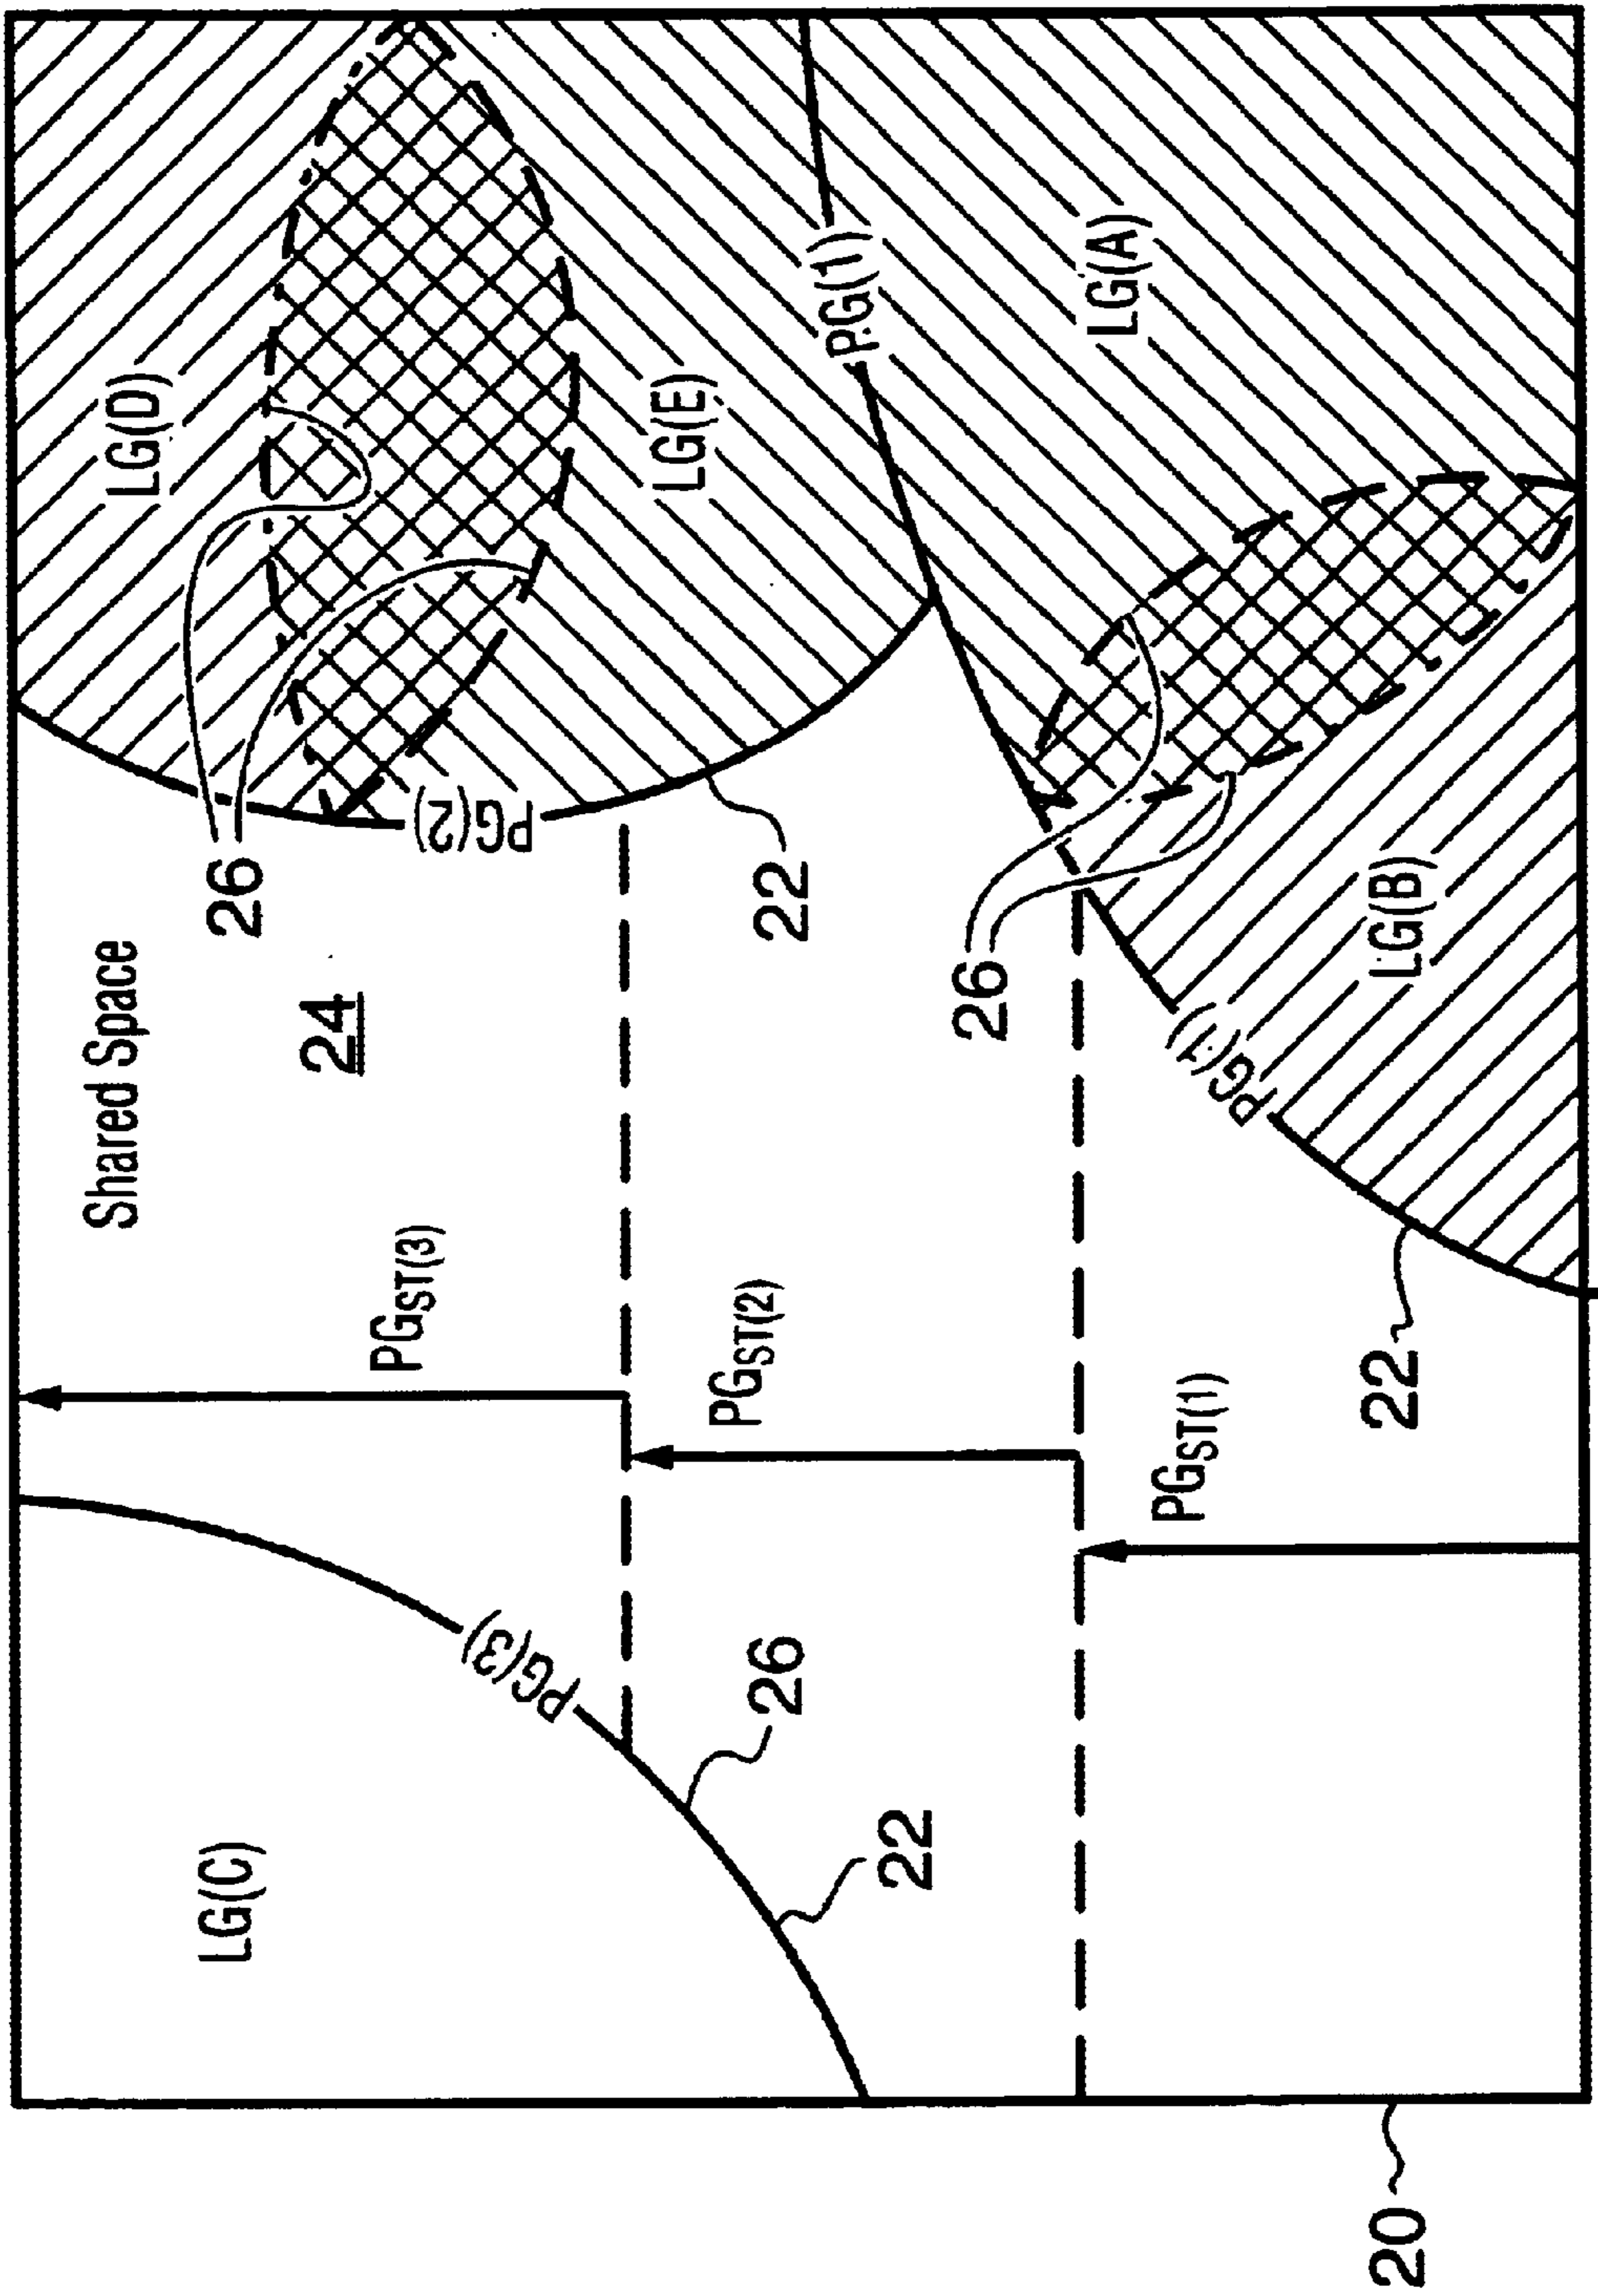 LG(D)
26
PG(2)
Shared Space
24
PGST(3)
PG(3)
LG(C)
LG(E)
PG(1)
22
PGST(2)
26
22
LG(A)
26
LG(B)
PG(1)
22
PGST(1)
20